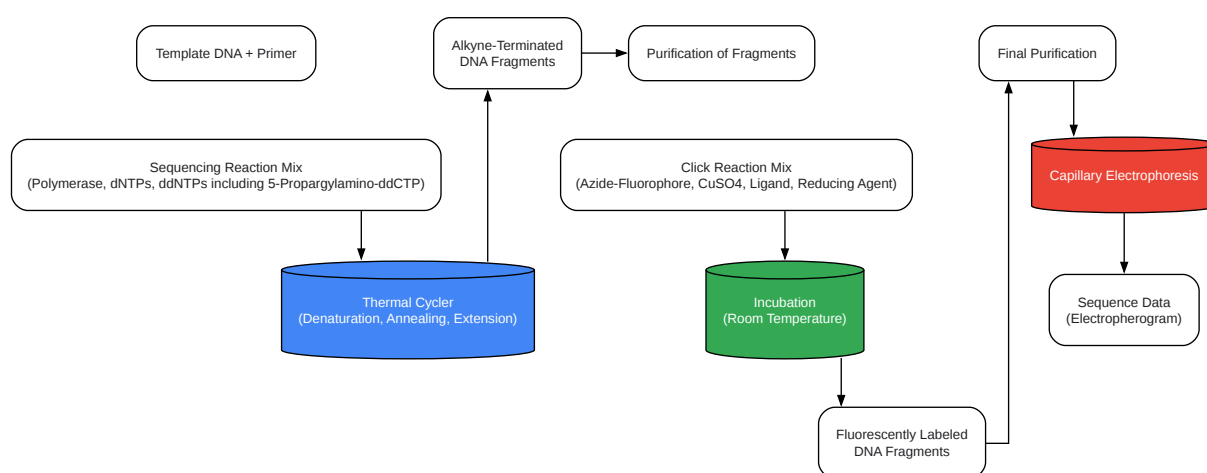 Template DNA + Primer
Alkyne-Terminated
DNA Fragments
Purification of Fragments
Final Purification
Sequencing Reaction Mix
(Polymerase, dNTPs, ddNTPs including 5-Propargylamino-ddCTP)
Click Reaction Mix
(Azide-Fluorophore, CuSO4, Ligand, Reducing Agent)
Capillary Electrophoresis
Thermal Cycler
(Denaturation, Annealing, Extension)
Incubation
(Room Temperature)
Sequence Data
(Electropherogram)
Fluorescently Labeled
DNA Fragments